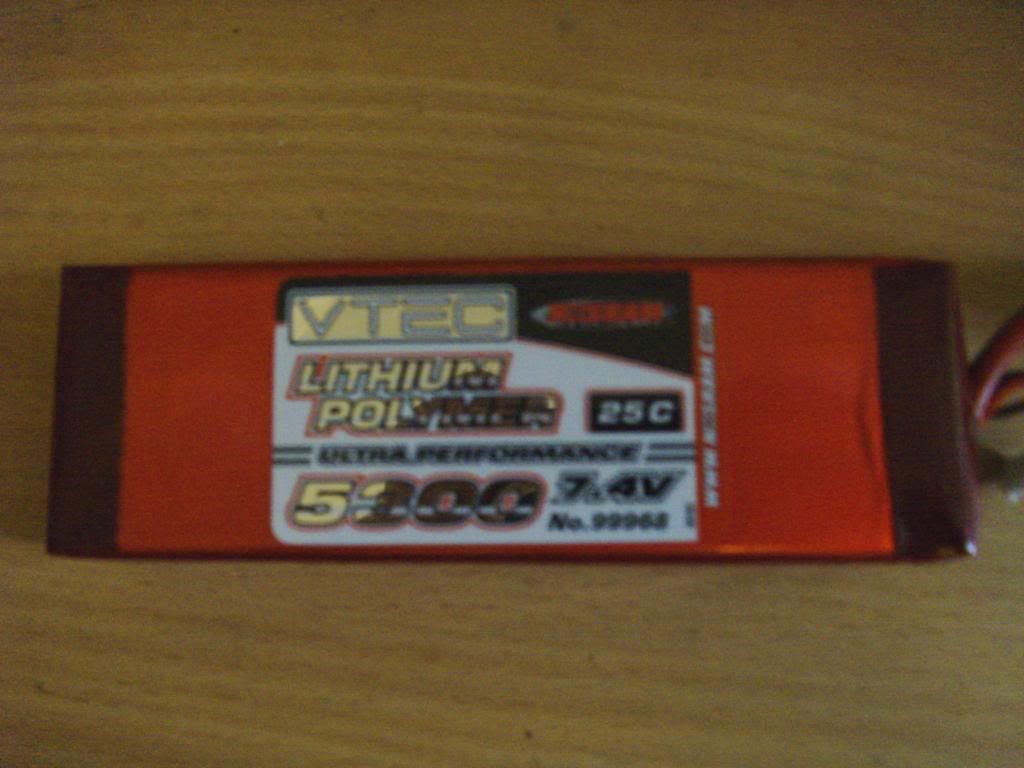 VTEC
LITHIUM
POLYMER
25C
ULTRA PERFORMANCE
5300
7.4V
No.99968